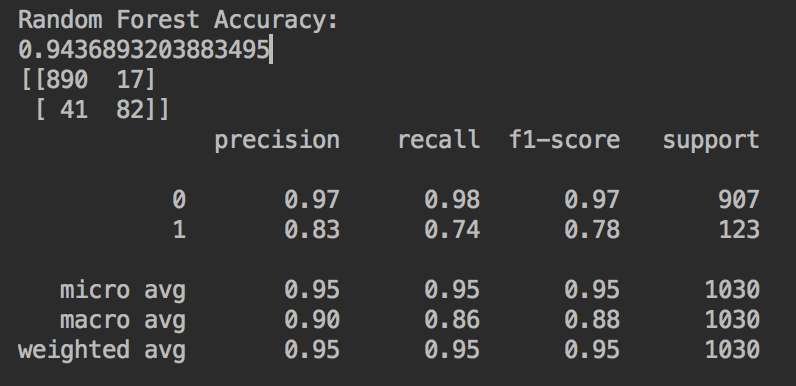 Random Forest Accuracy:
0.9436893203883495
[[890  17]
 [ 41  82]]
              precision    recall  f1-score   support

           0       0.97      0.98      0.97       907
           1       0.83      0.74      0.78       123

   micro avg       0.95      0.95      0.95      1030
   macro avg       0.90      0.86      0.88      1030
weighted avg       0.95      0.95      0.95      1030